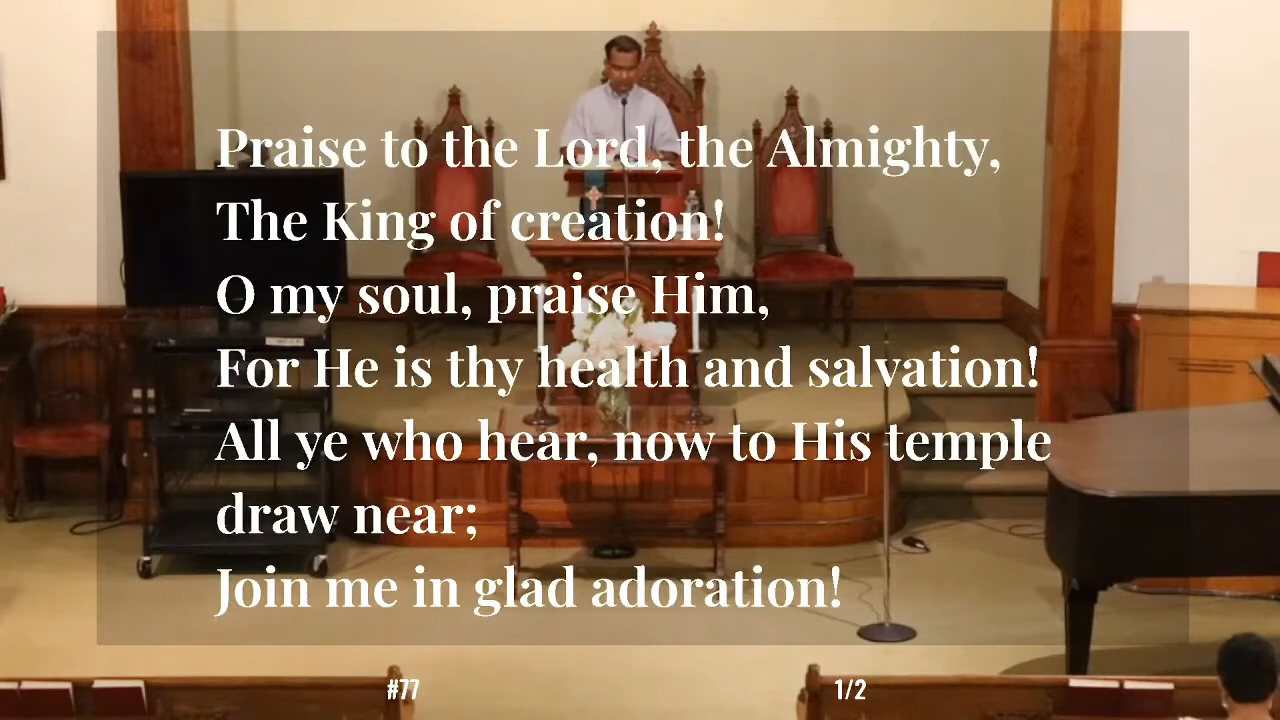 Praise to the Lord, the Almighty,
The King of creation!
O my soul, praise Him,
For He is thy health and salvation!
All ye who hear, now to His temple
draw near;
Join me in glad adoration!
#77
1/2